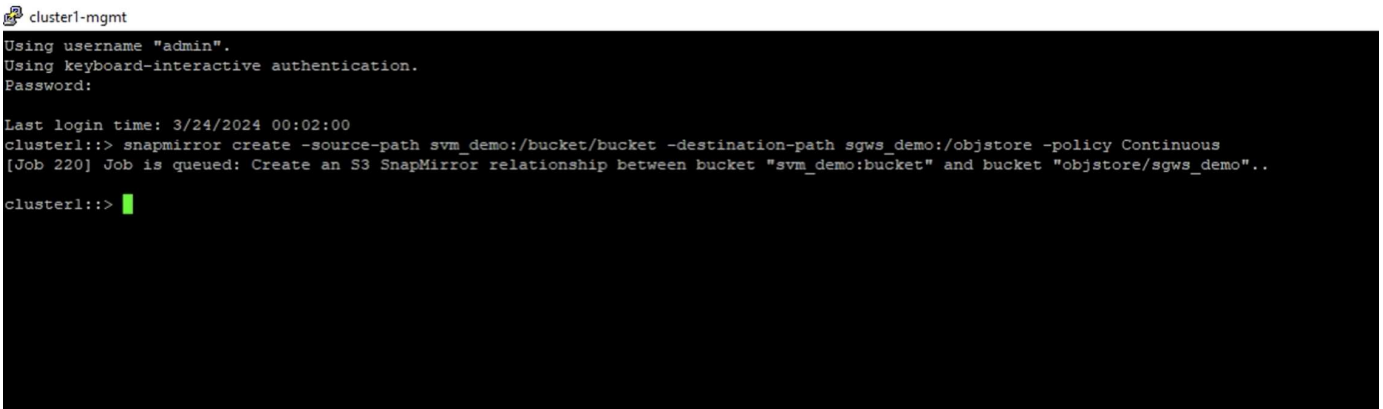 cluster1-mgmt
Using username "admin".
Using keyboard-interactive authentication.
Password:
Last login time: 3/24/2024 00:02:00
cluster1::> snapmirror create -source-path svm_demo:/bucket/bucket -destination-path sgws_demo:/objstore -policy Continuous
[Job 220] Job is queued: Create an S3 SnapMirror relationship between bucket "svm_demo:bucket" and bucket "objstore/sgws_demo"..
cluster1::>